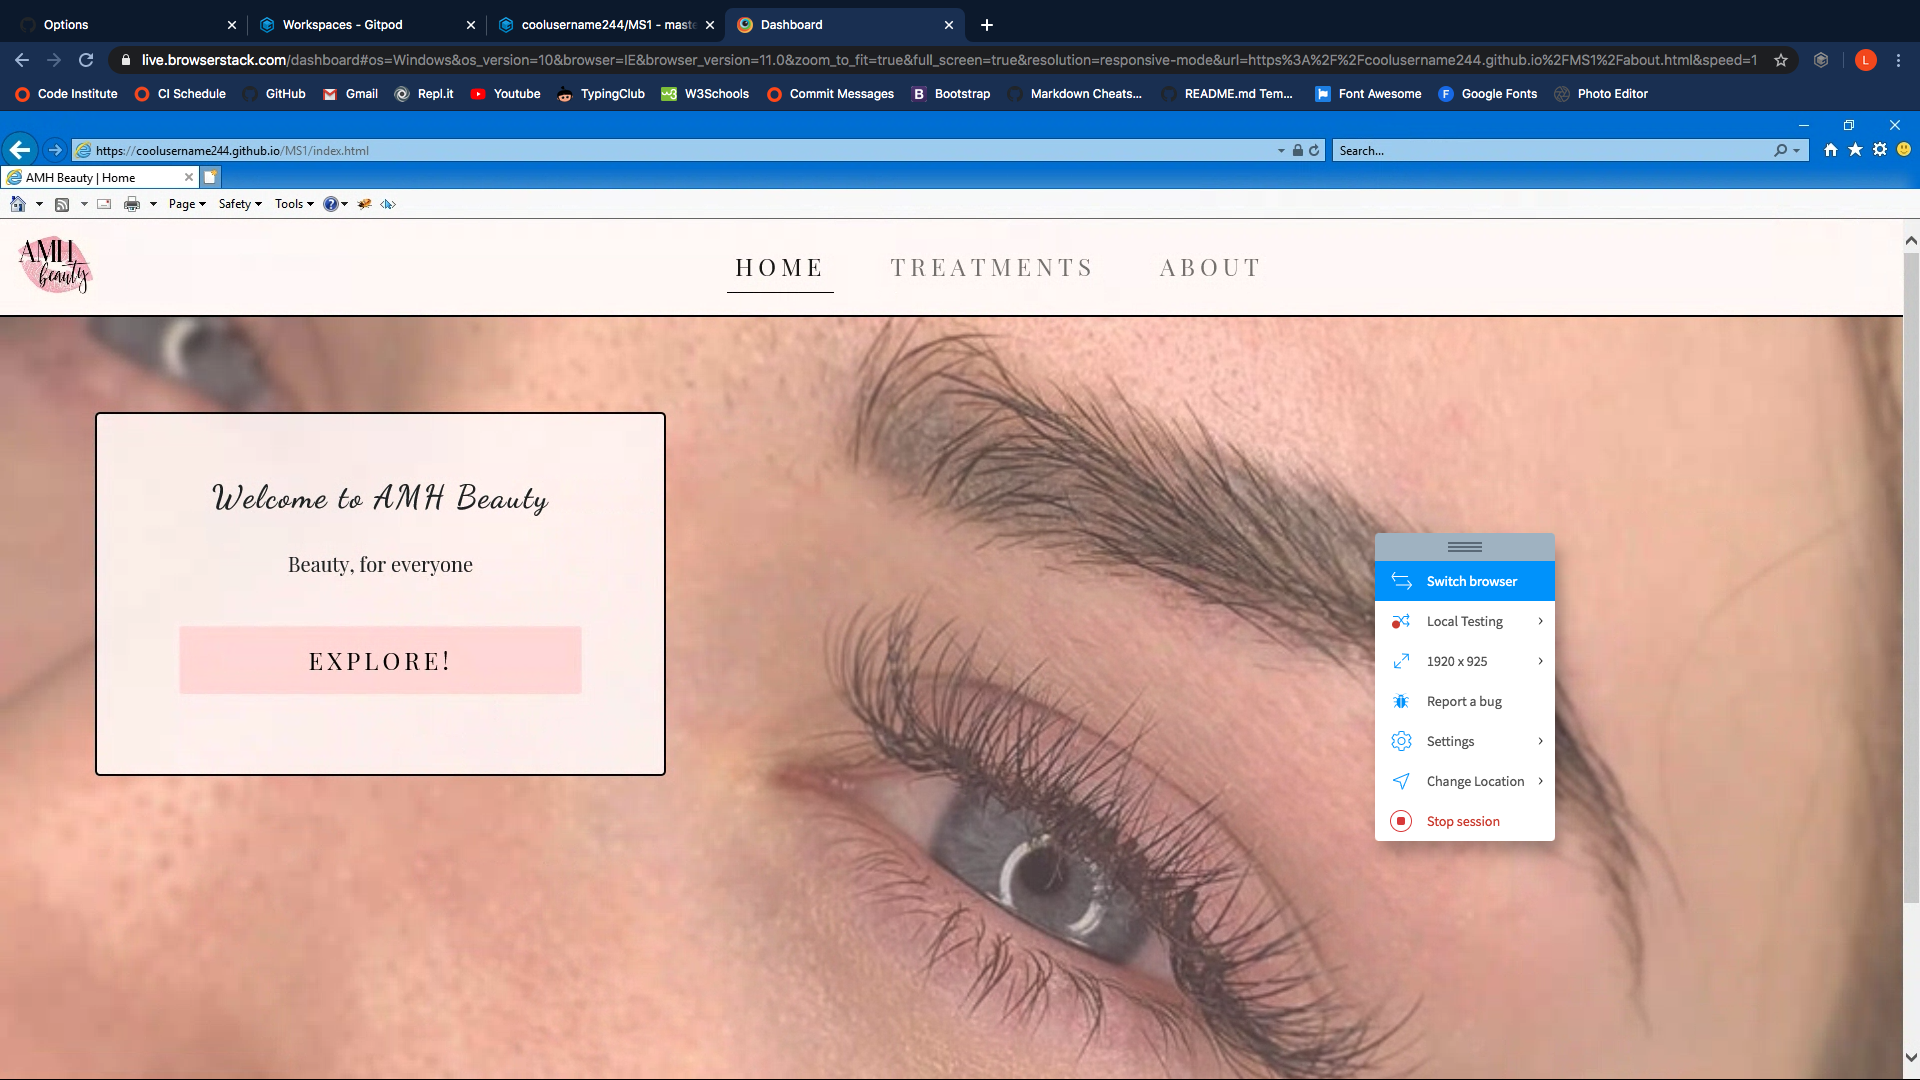 Options
Workspaces - Gitpod
coolusername244/MS1 - maste
Dashboard
live.browserstack.com/dashboard#os=Windows&os_version=10&browser=IE&browser_version=11.0&zoom_to_fit=true&full_screen=true&resolution=responsive-mode&url=https%3A%2F%2Fcoolusername244.github.io%2FMS1%2Fabout.html&speed=1
L
Code Institute
CI Schedule
GitHub
Gmail
Repl.it
Youtube
TypingClub
W3Schools
Commit Messages
B Bootstrap
Markdown Cheats...
README.md Tem...
Font Awesome
F Google Fonts
Photo Editor
https://coolusername244.github.io/MS1/index.html
Search...
AMH Beauty | Home
Page
Safety
Tools
AMH
beauty
HOME
TREATMENTS
ABOUT
Welcome to AMH Beauty
Beauty, for everyone
EXPLORE!
Switch browser
Local Testing
1920 x 925
Report a bug
Settings
Change Location
Stop session